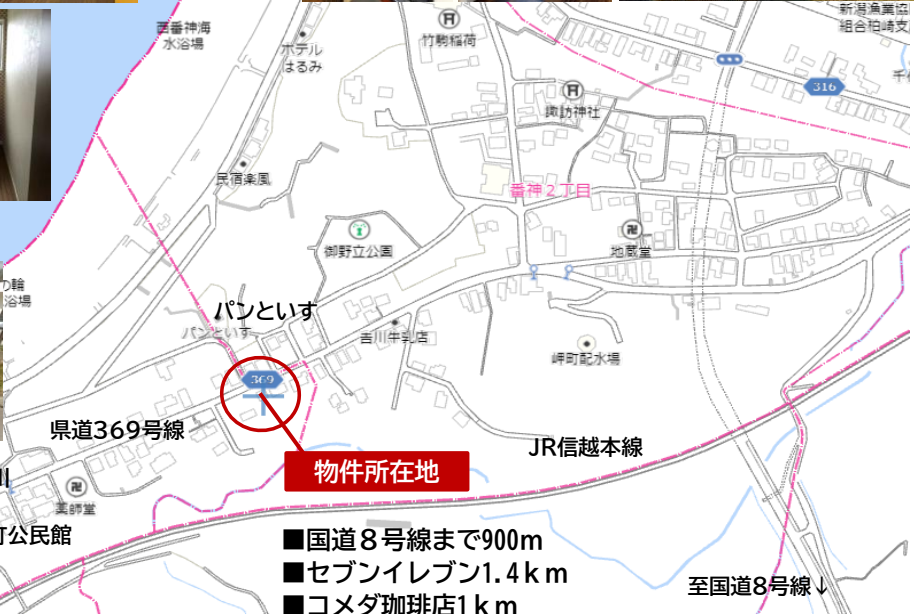 西番神海
水浴場
ホテル
はるみ
竹駒稲荷
新潟漁業協
組合柏崎支
316
諏訪神社
民宿楽風
番神2丁目
御野立公園
地蔵堂
の輪
浴場
パンといす
パンといす
吉川牛乳店
岬町配水場
369
県道369号線
JR信越本線
物件所在地
川
薬師堂
町公民館
■国道8号線まで900m
■セブンイレブン1.4km
■コメダ珈琲店1km
至国道8号線↓